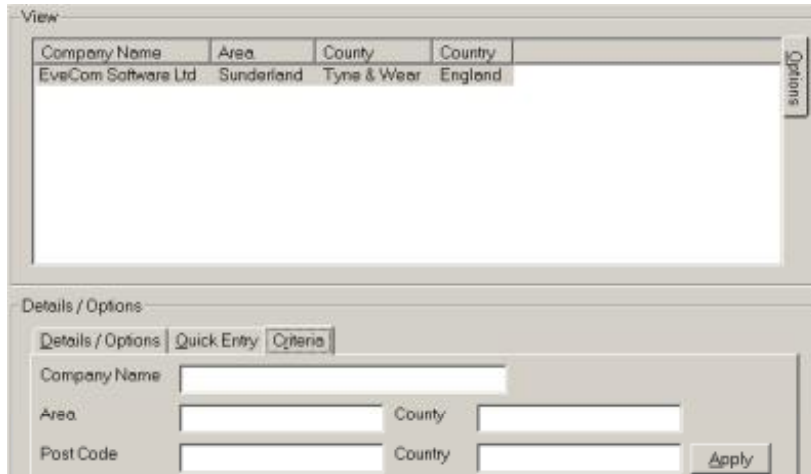 View
Company Name Area County Country
EveCom Software Ltd Sunderland Tyne & Wear England
Options
Details / Options
Details / Options Quick Entry Criteria
Company Name
Area County
Post Code Country Apply